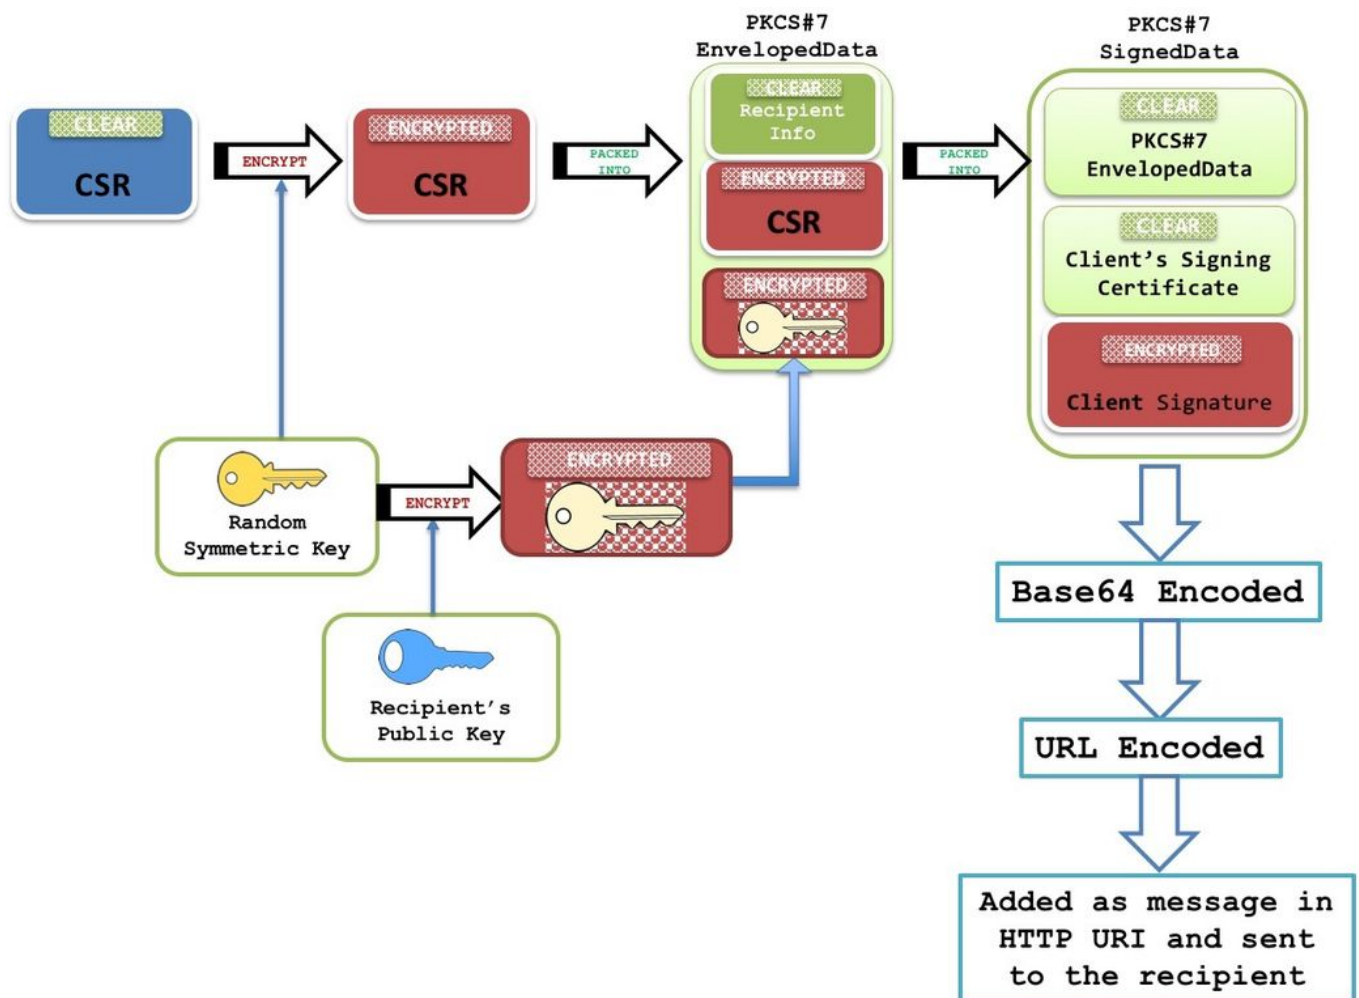 PKCS#7
EnvelopedData
PKCS#7
SignedData
CLEAR
CSR
ENCRYPT
ENCRYPTED
CSR
PACKED
INTO
CLEAR
Recipient
Info
ENCRYPTED
CSR
ENCRYPTED
PACKED
INTO
CLEAR
PKCS#7
EnvelopedData
CLEAR
Client’s Signing
Certificate
ENCRYPTED
Client Signature
Random
Symmetric Key
ENCRYPT
ENCRYPTED
Recipient’s
Public Key
Base64 Encoded
URL Encoded
Added as message in
HTTP URI and sent
to the recipient